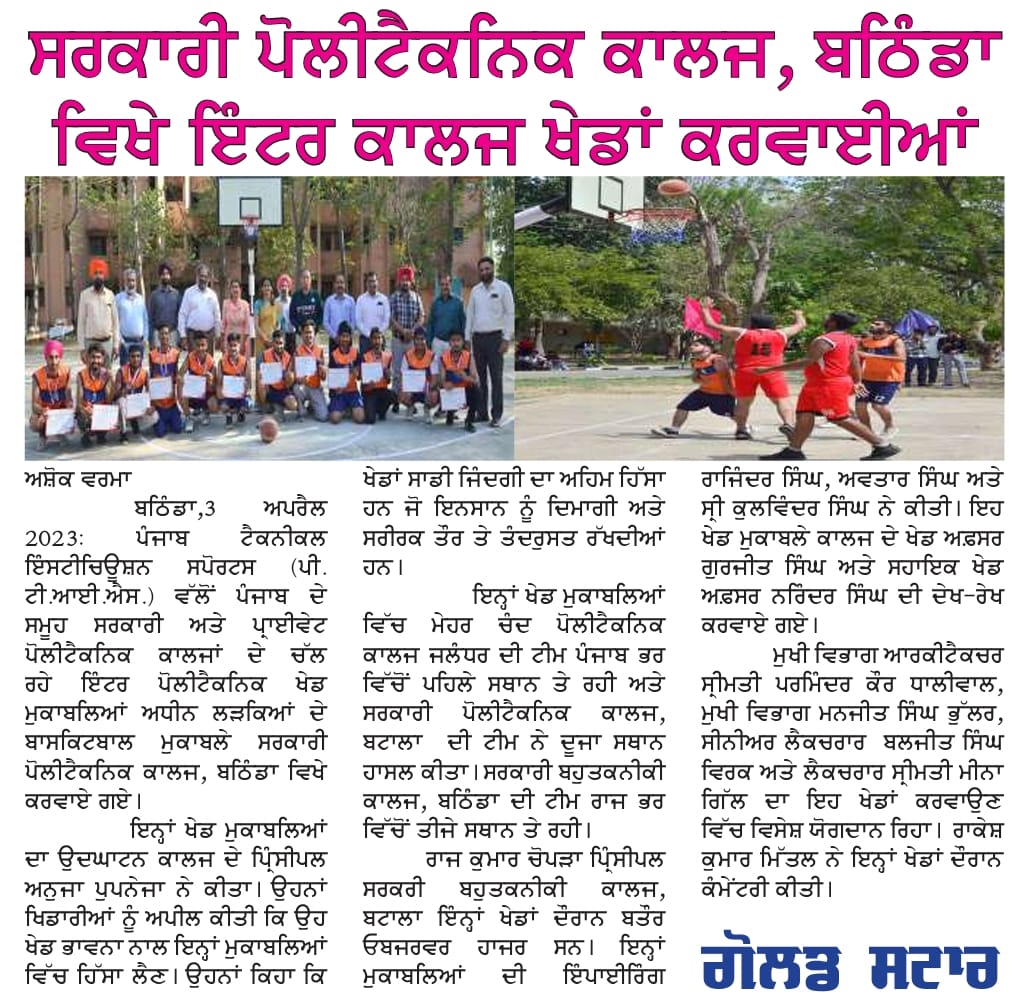 ਸਰਕਾਰੀ ਪੋਲੀਟੈਕਨਿਕ ਕਾਲਜ, ਬਠਿੰਡਾ
ਵਿਖੇ ਇੰਟਰ ਕਾਲਜ ਖੇਡਾਂ ਕਰਵਾਈਆਂ
ਅਸ਼ੋਕ ਵਰਮਾ
ਬਠਿੰਡਾ,3 ਅਪਰੈਲ
2023: ਪੰਜਾਬ ਟੈਕਨੀਕਲ
ਇੰਸਟੀਚਿਊਸ਼ਨ ਸਪੋਰਟਸ (ਪੀ.
ਟੀ.ਆਈ.ਐਸ.) ਵੱਲੋਂ ਪੰਜਾਬ ਦੇ
ਸਮੂਹ ਸਰਕਾਰੀ ਅਤੇ ਪ੍ਰਾਈਵੇਟ
ਪੋਲੀਟੈਕਨਿਕ ਕਾਲਜਾਂ ਦੇ ਚੱਲ
ਰਹੇ ਇੰਟਰ ਪੋਲੀਟੈਕਨਿਕ ਖੇਡ
ਮੁਕਾਬਲਿਆਂ ਅਧੀਨ ਲੜਕਿਆਂ ਦੇ
ਬਾਸਕਿਟਬਾਲ ਮੁਕਾਬਲੇ ਸਰਕਾਰੀ
ਪੋਲੀਟੈਕਨਿਕ ਕਾਲਜ, ਬਠਿੰਡਾ ਵਿਖੇ
ਕਰਵਾਏ ਗਏ।
ਇਨ੍ਹਾਂ ਖੇਡ ਮੁਕਾਬਲਿਆਂ
ਦਾ ਉਦਘਾਟਨ ਕਾਲਜ ਦੇ ਪ੍ਰਿੰਸੀਪਲ
ਅਨੁਜਾ ਪੁਪਨੇਜਾ ਨੇ ਕੀਤਾ। ਉਹਨਾਂ
ਖਿਡਾਰੀਆਂ ਨੂੰ ਅਪੀਲ ਕੀਤੀ ਕਿ ਉਹ
ਖੇਡ ਭਾਵਨਾ ਨਾਲ ਇਨ੍ਹਾਂ ਮੁਕਾਬਲਿਆਂ
ਵਿੱਚ ਹਿੱਸਾ ਲੈਣ। ਉਹਨਾਂ ਕਿਹਾ ਕਿ
ਖੇਡਾਂ ਸਾਡੀ ਜਿੰਦਗੀ ਦਾ ਅਹਿਮ ਹਿੱਸਾ
ਹਨ ਜੋ ਇਨਸਾਨ ਨੂੰ ਦਿਮਾਗੀ ਅਤੇ
ਸਰੀਰਕ ਤੌਰ ਤੇ ਤੰਦਰੁਸਤ ਰੱਖਦੀਆਂ
ਹਨ।
ਇਨ੍ਹਾਂ ਖੇਡ ਮੁਕਾਬਲਿਆਂ
ਵਿੱਚ ਮੇਹਰ ਚੰਦ ਪੋਲੀਟੈਕਨਿਕ
ਕਾਲਜ ਜਲੰਧਰ ਦੀ ਟੀਮ ਪੰਜਾਬ ਭਰ
ਵਿੱਚੋਂ ਪਹਿਲੇ ਸਥਾਨ ਤੇ ਰਹੀ ਅਤੇ
ਸਰਕਾਰੀ ਪੋਲੀਟੈਕਨਿਕ ਕਾਲਜ,
ਬਟਾਲਾ ਦੀ ਟੀਮ ਨੇ ਦੂਜਾ ਸਥਾਨ
ਹਾਸਲ ਕੀਤਾ। ਸਰਕਾਰੀ ਬਹੁਤਕਨੀਕੀ
ਕਾਲਜ, ਬਠਿੰਡਾ ਦੀ ਟੀਮ ਰਾਜ ਭਰ
ਵਿੱਚੋਂ ਤੀਜੇ ਸਥਾਨ ਤੇ ਰਹੀ।
ਰਾਜ ਕੁਮਾਰ ਚੋਪੜਾ ਪ੍ਰਿੰਸੀਪਲ
ਸਰਕਰੀ ਬਹੁਤਕਨੀਕੀ ਕਾਲਜ,
ਬਟਾਲਾ ਇੰਨ੍ਹਾਂ ਖੇਡਾਂ ਦੌਰਾਨ ਬਤੌਰ
ਓਬਜਰਵਰ ਹਾਜਰ ਸਨ। ਇਨ੍ਹਾਂ
ਮੁਕਾਬਲਿਆਂ ਦੀ ਇੰਪਾਈਰਿੰਗ
ਰਾਜਿੰਦਰ ਸਿੰਘ, ਅਵਤਾਰ ਸਿੰਘ ਅਤੇ
ਸ੍ਰੀ ਕੁਲਵਿੰਦਰ ਸਿੰਘ ਨੇ ਕੀਤੀ। ਇਹ
ਖੇਡ ਮੁਕਾਬਲੇ ਕਾਲਜ ਦੇ ਖੇਡ ਅਫ਼ਸਰ
ਗੁਰਜੀਤ ਸਿੰਘ ਅਤੇ ਸਹਾਇਕ ਖੇਡ
ਅਫ਼ਸਰ ਨਰਿੰਦਰ ਸਿੰਘ ਦੀ ਦੇਖ-ਰੇਖ
ਕਰਵਾਏ ਗਏ।
ਮੁਖੀ ਵਿਭਾਗ ਆਰਕੀਟੈਕਚਰ
ਸ੍ਰੀਮਤੀ ਪਰਮਿੰਦਰ ਕੌਰ ਧਾਲੀਵਾਲ,
ਮੁਖੀ ਵਿਭਾਗ ਮਨਜੀਤ ਸਿੰਘ ਭੁੱਲਰ,
ਸੀਨੀਅਰ ਲੈਕਚਰਾਰ ਬਲਜੀਤ ਸਿੰਘ
ਵਿਰਕ ਅਤੇ ਲੈਕਚਰਾਰ ਸ੍ਰੀਮਤੀ ਮੀਨਾ
ਗਿੱਲ ਦਾ ਇਹ ਖੇਡਾਂ ਕਰਵਾਉਣ
ਵਿੱਚ ਵਿਸੇਸ਼ ਯੋਗਦਾਨ ਰਿਹਾ। ਰਾਕੇਸ਼
ਕੁਮਾਰ ਮਿੱਤਲ ਨੇ ਇਨ੍ਹਾਂ ਖੇਡਾਂ ਦੌਰਾਨ
ਕੰਮੇਂਟਰੀ ਕੀਤੀ।
ਗੋਲਡ ਸਟਾਰ